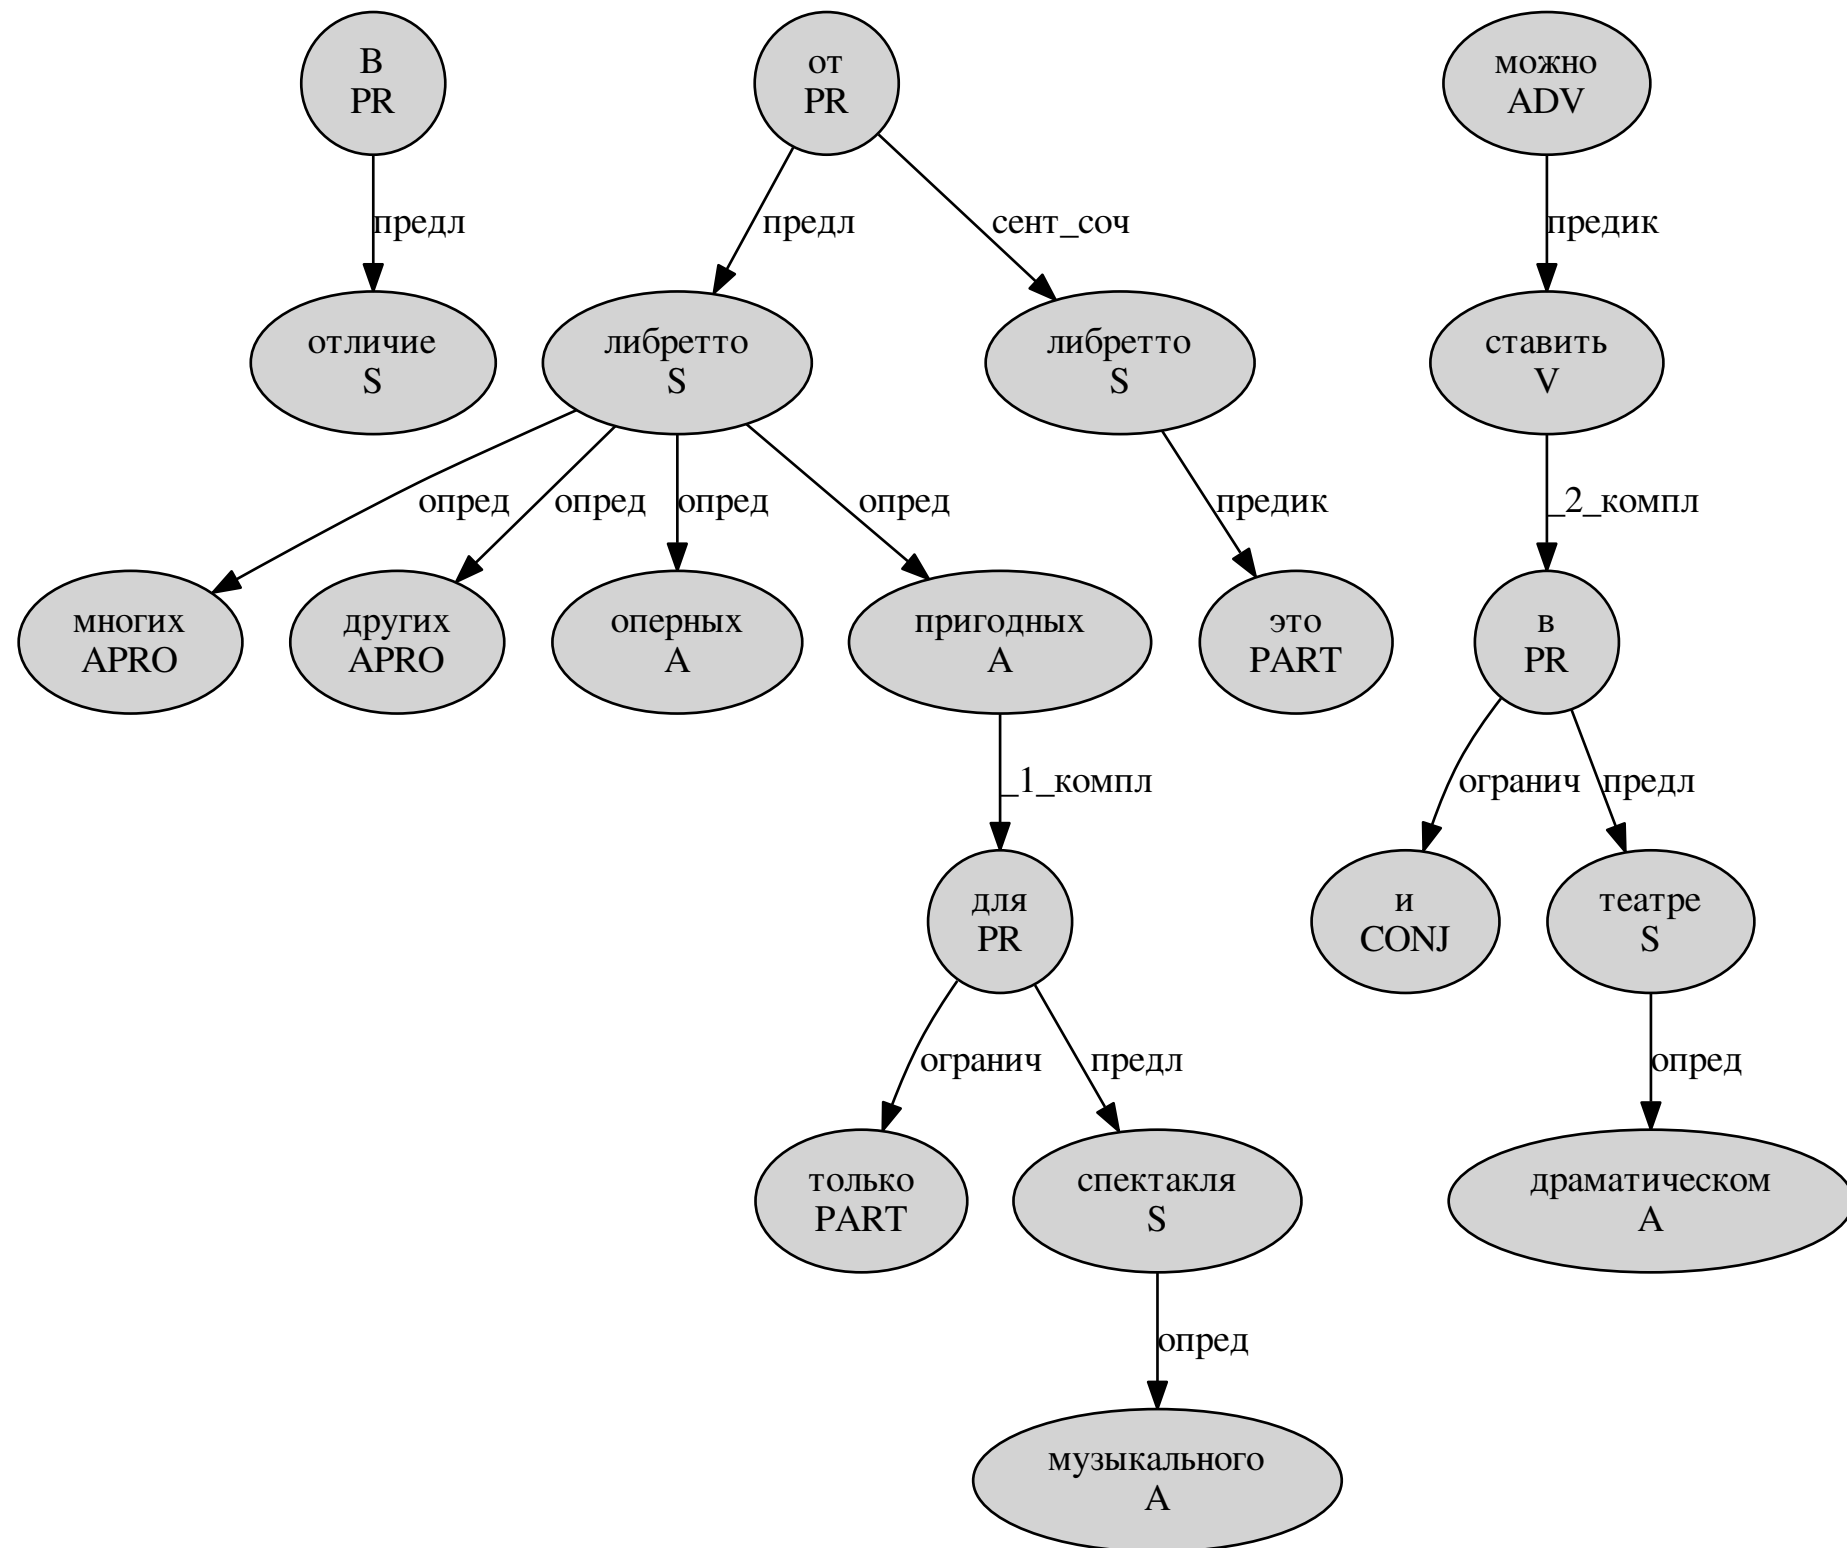 В
PR
от
PR
можно
ADV
предл
предл
сент_соч
предик
отличие
S
либретто
S
либретто
S
ставить
V
опред
опред
опред
опред
предик
_2_компл
многих
APRO
других
APRO
оперных
A
пригодных
A
это
PART
в
PR
_1_компл
огранич
предл
для
PR
и
CONJ
театре
S
огранич
предл
опред
только
PART
спектакля
S
драматическом
A
опред
музыкального
A